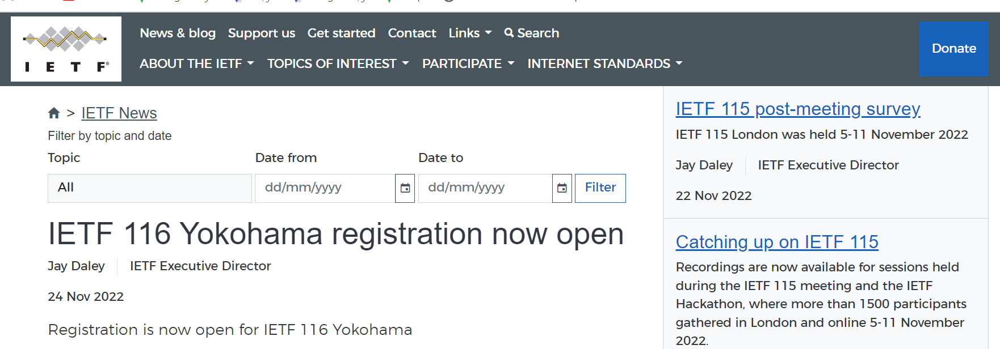 IETF®
News & blog Support us Get started Contact Links Search
Donate
ABOUT THE IETF TOPICS OF INTEREST PARTICIPATE INTERNET STANDARDS
> IETF News
Filter by topic and date
Topic Date from Date to
All dd/mm/yyyy dd/mm/yyyy Filter
IETF 116 Yokohama registration now open
Jay Daley IETF Executive Director
24 Nov 2022
Registration is now open for IETF 116 Yokohama
IETF 115 post-meeting survey
IETF 115 London was held 5-11 November 2022
Jay Daley IETF Executive Director
22 Nov 2022
Catching up on IETF 115
Recordings are now available for sessions held
during the IETF 115 meeting and the IETF
Hackathon, where more than 1500 participants
gathered in London and online 5-11 November
2022.